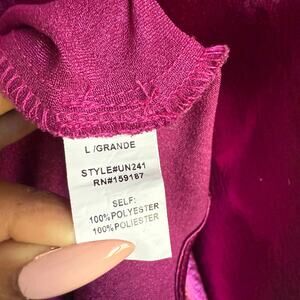 L /GRANDE
STYLE#UN241
RN#159187
SELF:
100%POLYESTER
100%POLIESTER